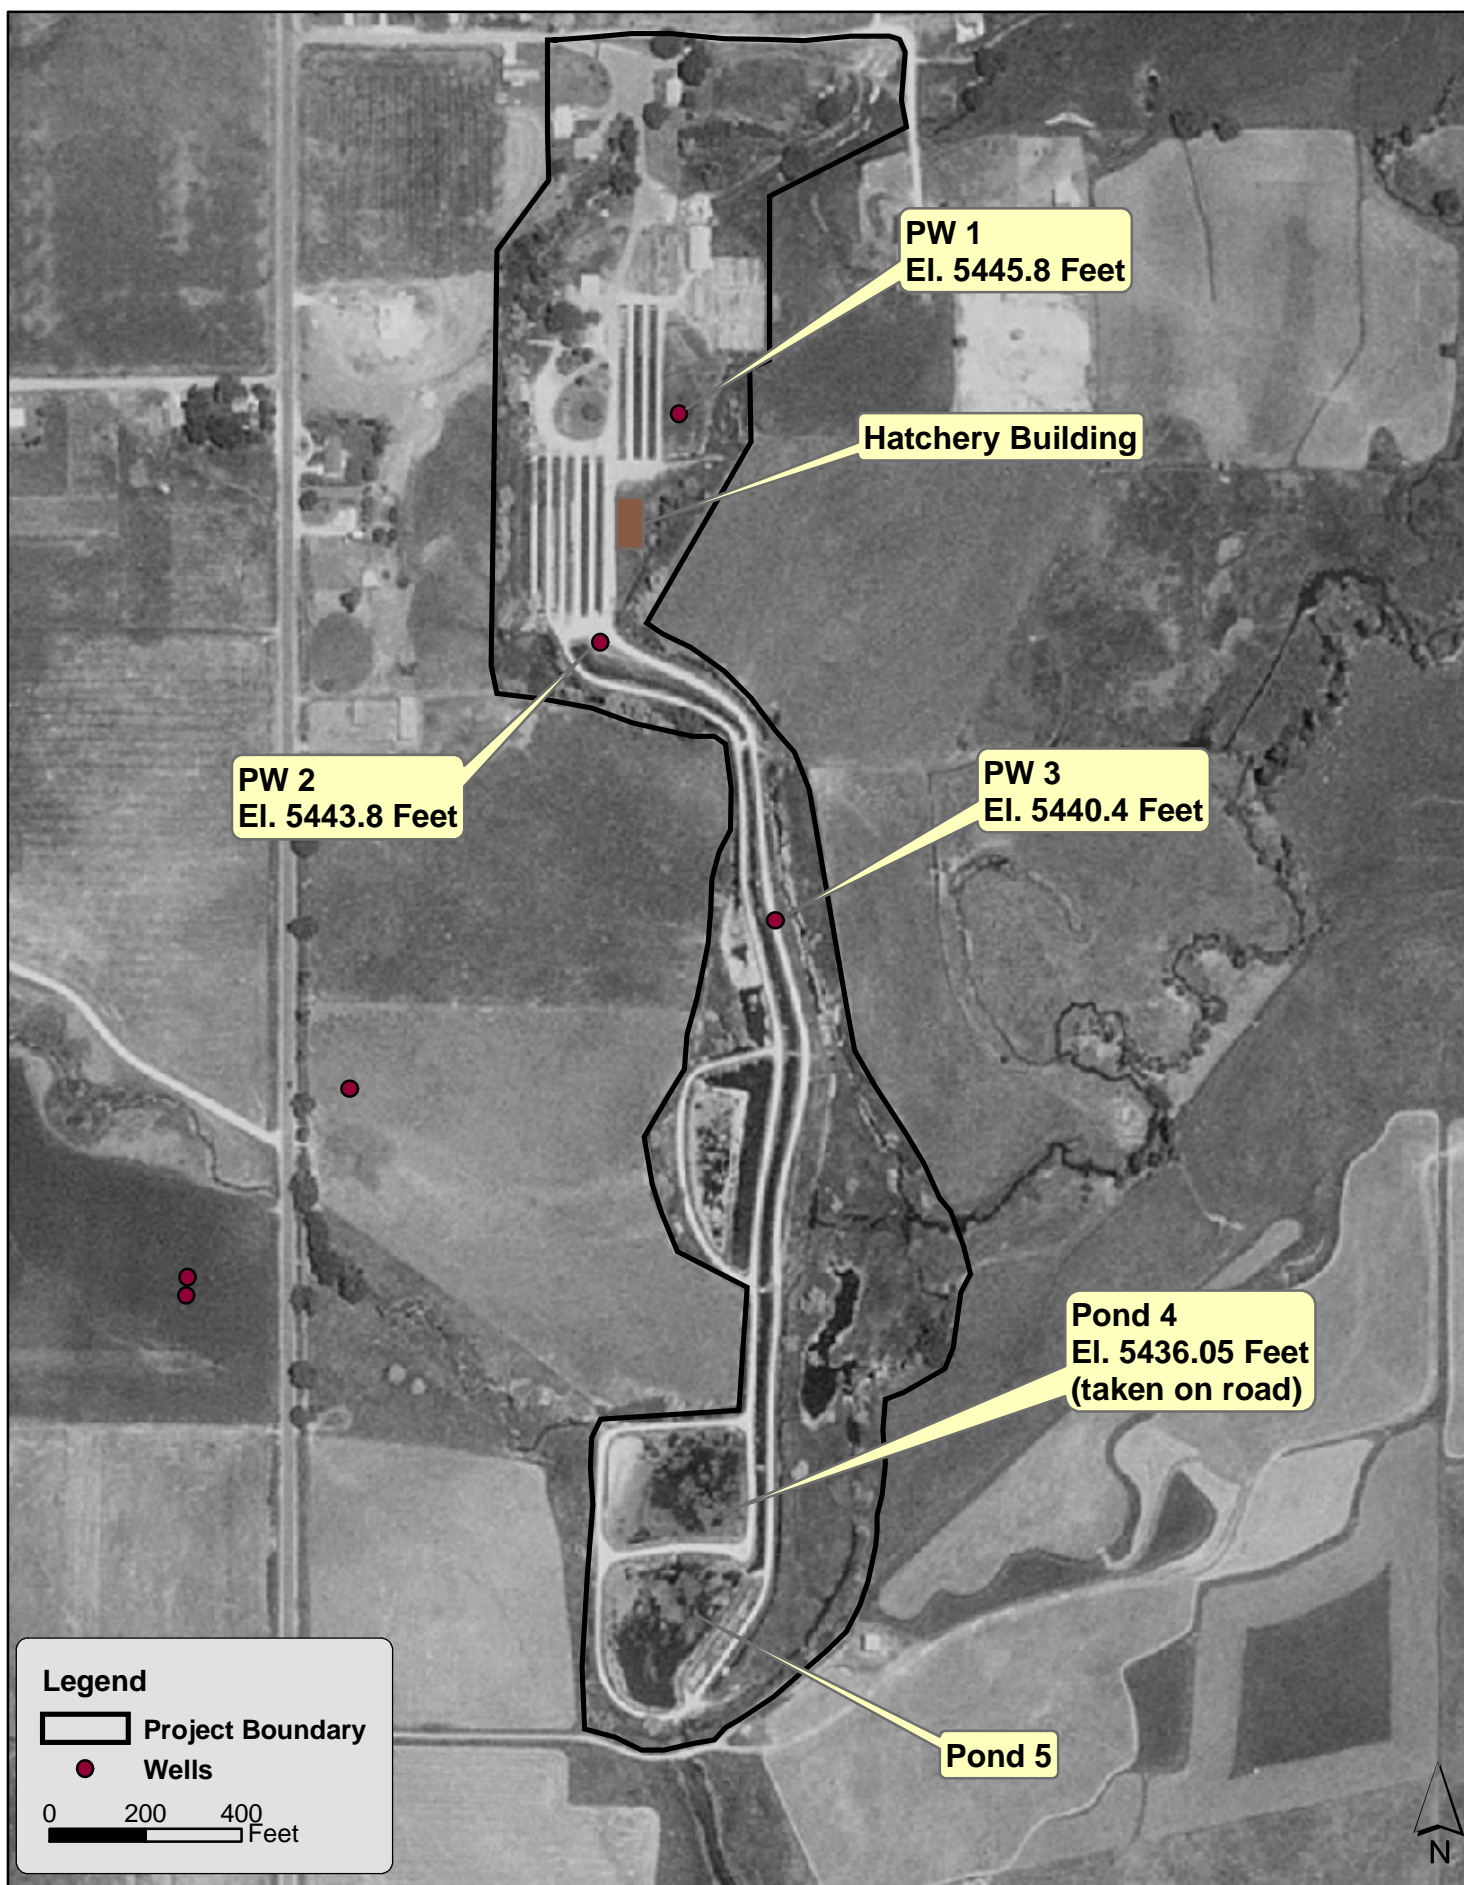 PW 1
El. 5445.8 Feet
Hatchery Building
PW 2
El. 5443.8 Feet
PW 3
El. 5440.4 Feet
Pond 4
El. 5436.05 Feet
(taken on road)
Pond 5
Legend
Project Boundary
Wells
0 200 400
Feet
N